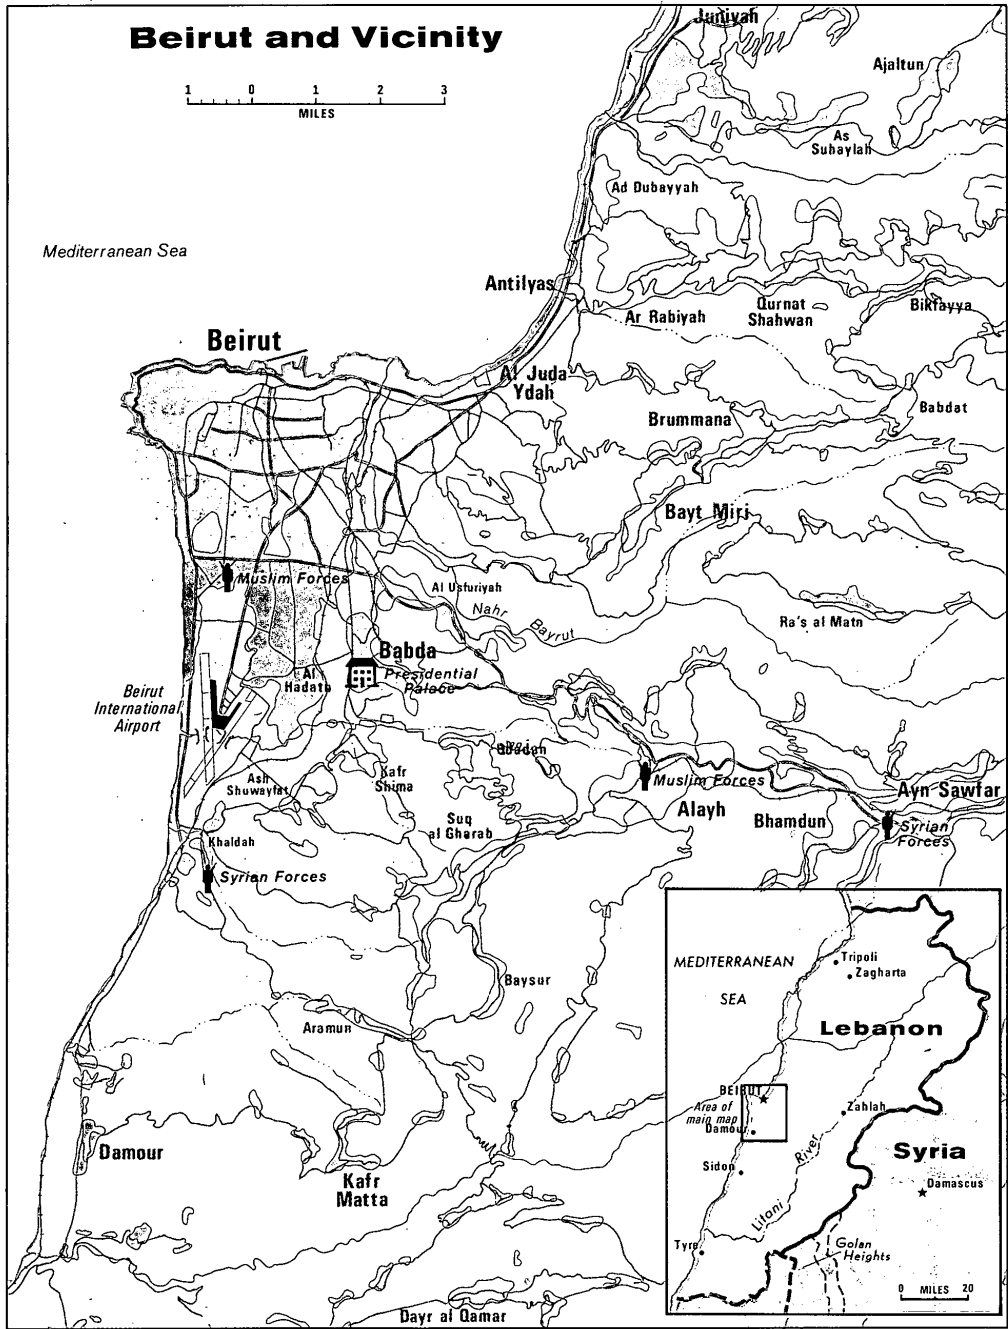 Beirut and Vicinity
1 0 1 2 3
MILES
Juniyah
Ajaltun
As
Suhaylah
Ad Dubayyah
Mediterranean Sea
Antilyas
Ar Rabiyah
Qurnat
Shahwan
Bikfayya
Beirut
Al Juda
Ydah
Brummana
Babdat
Bayt Miri
Muslim Forces
Al Usfuriyah
Nahr
Bayrut
Ra's al Matn
Babda
Presidential
Palace
Al
Hadath
Beirut
International
Airport
Ash
Shuwayfat
Kafr
Shima
Muslim Forces
Ayn Sawfar
Alayh
Bhamdun
Suq
al Gharab
Syrian
Forces
Khaldah
Syrian Forces
Baysur
Aramun
Damour
Kafr
Matta
Dayr al Qamar
MEDITERRANEAN
SEA
Tripoli
Zagharta
Lebanon
BEIRUT
Area of
main map
Damour
Zahlah
Syria
Sidon
River
Litani
Damascus
Tyre
Golan
Heights
0 MILES 20